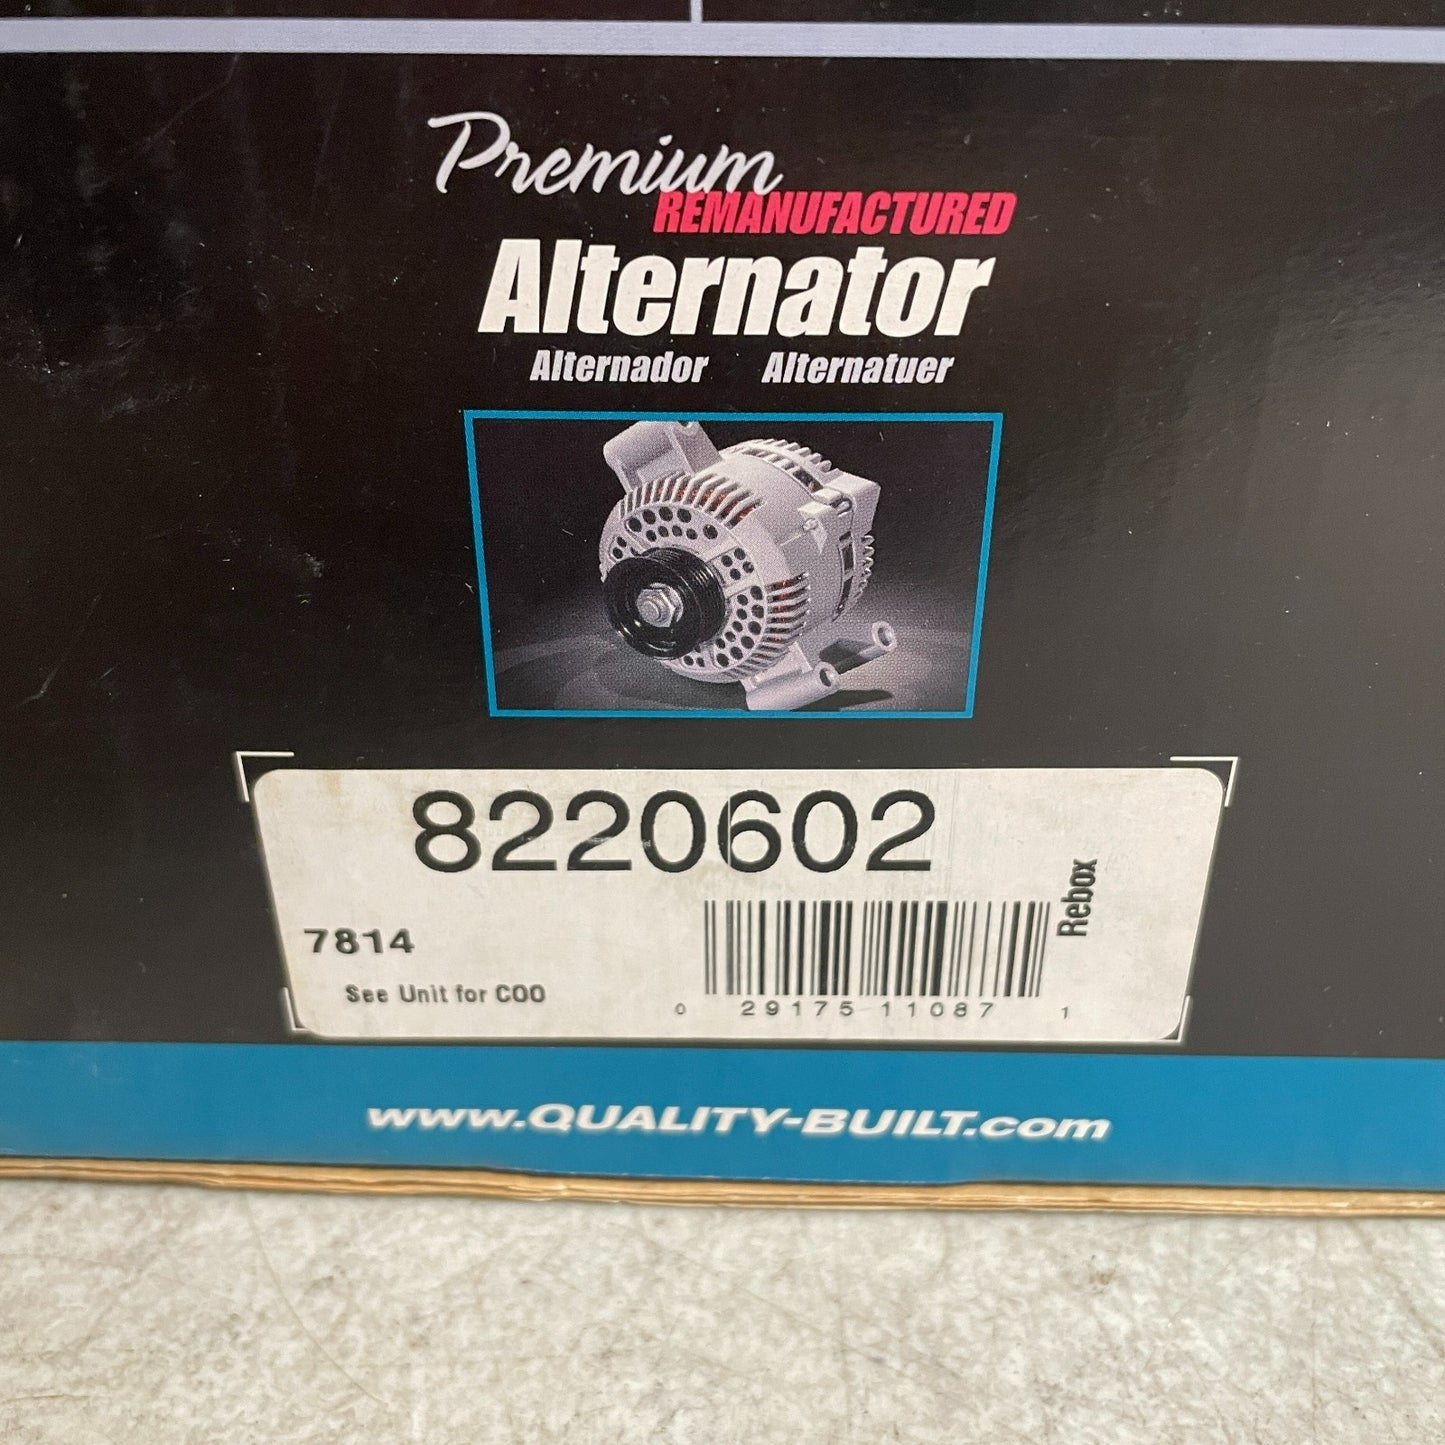 Premium
REMANUFACTURED
Alternator
Alternador Alternatuer
8220602
Rebox
7814
See Unit for COO
0 29175 11087 1
www.QUALITY-BUILT.com